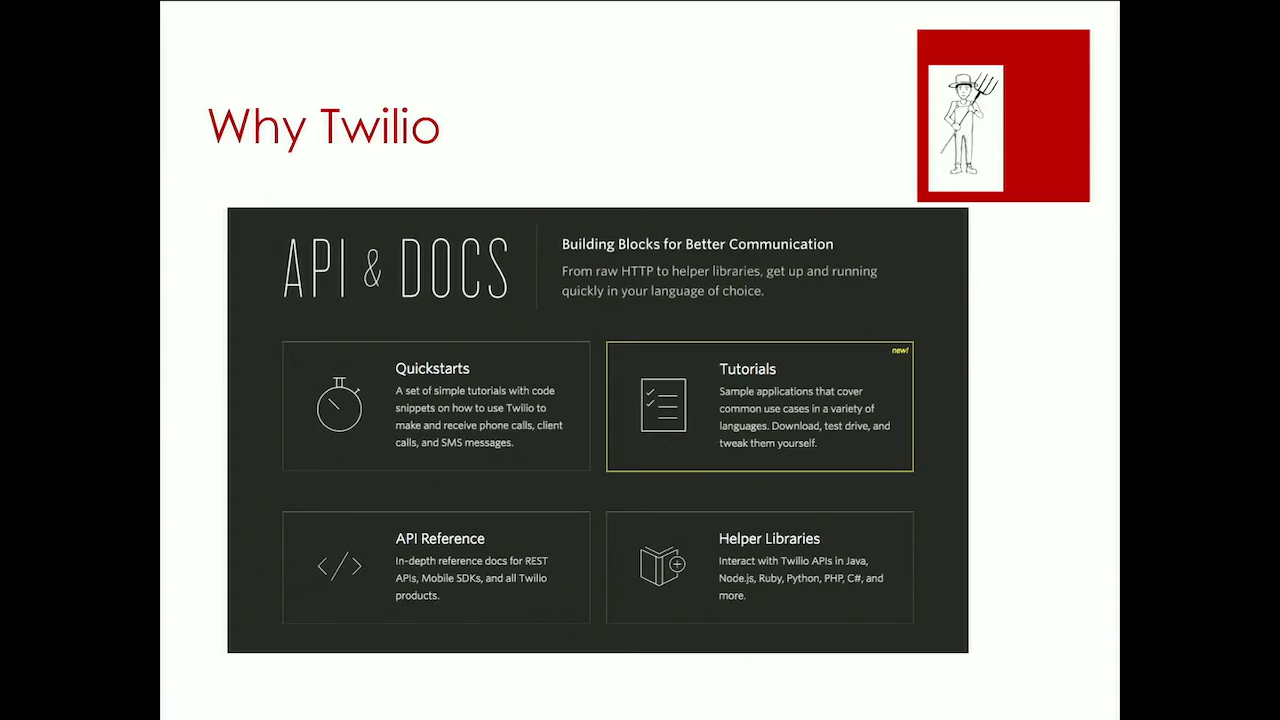 Why Twilio
API & DOCS
Building Blocks for Better Communication
From raw HTTP to helper libraries, get up and running
quickly in your language of choice.
Quickstarts
A set of simple tutorials with code
snippets on how to use Twilio to
make and receive phone calls, client
calls, and SMS messages.
new!
Tutorials
Sample applications that cover
common use cases in a variety of
languages. Download, test drive, and
tweak them yourself.
API Reference
In-depth reference docs for REST
APIs, Mobile SDKs, and all Twilio
products.
Helper Libraries
Interact with Twilio APIs in Java,
Node.js, Ruby, Python, PHP, C#, and
more.